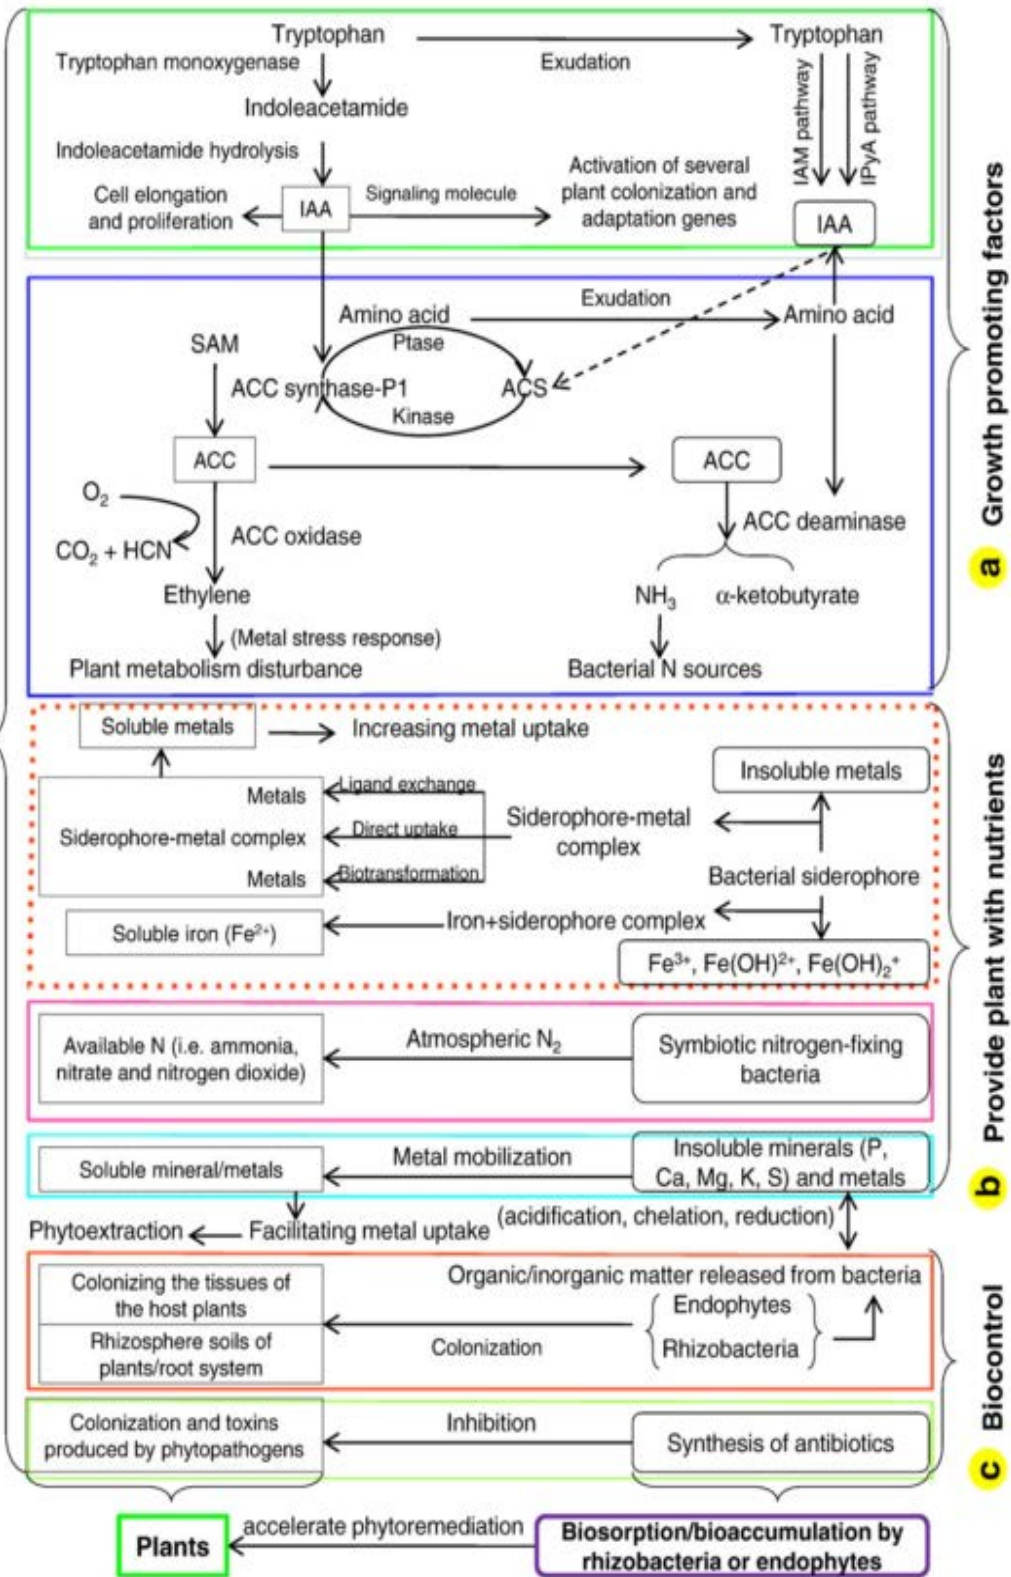 Tryptophan
Tryptophan
Tryptophan monoxygenase
Exudation
Indoleacetamide
IAM pathway
IPyA pathway
Indoleacetamide hydrolysis
Cell elongation
and proliferation
IAA
Signaling molecule
Activation of several
plant colonization and
adaptation genes
IAA
Amino acid
Exudation
Amino acid
SAM
Ptase
ACC synthase-P1
ACS
Kinase
ACC
ACC
O₂
ACC oxidase
ACC deaminase
CO₂ + HCN
Ethylene
NH₃
α-ketobutyrate
(Metal stress response)
Plant metabolism disturbance
Bacterial N sources
a Growth promoting factors
Soluble metals
Increasing metal uptake
Insoluble metals
Metals
Ligand exchange
Siderophore-metal complex
Direct uptake
Siderophore-metal
complex
Metals
Biotransformation
Bacterial siderophore
Soluble iron (Fe²⁺)
Iron+siderophore complex
Fe³⁺, Fe(OH)²⁺, Fe(OH)₂⁺
Available N (i.e. ammonia,
nitrate and nitrogen dioxide)
Atmospheric N₂
Symbiotic nitrogen-fixing
bacteria
Soluble mineral/metals
Metal mobilization
Insoluble minerals (P,
Ca, Mg, K, S) and metals
b Provide plant with nutrients
Phytoextraction
Facilitating metal uptake
(acidification, chelation, reduction)
Colonizing the tissues of
the host plants
Rhizosphere soils of
plants/root system
Organic/inorganic matter released from bacteria
Endophytes
Rhizobacteria
Colonization
Colonization and toxins
produced by phytopathogens
Inhibition
Synthesis of antibiotics
c Biocontrol
Plants
accelerate phytoremediation
Biosorption/bioaccumulation by
rhizobacteria or endophytes